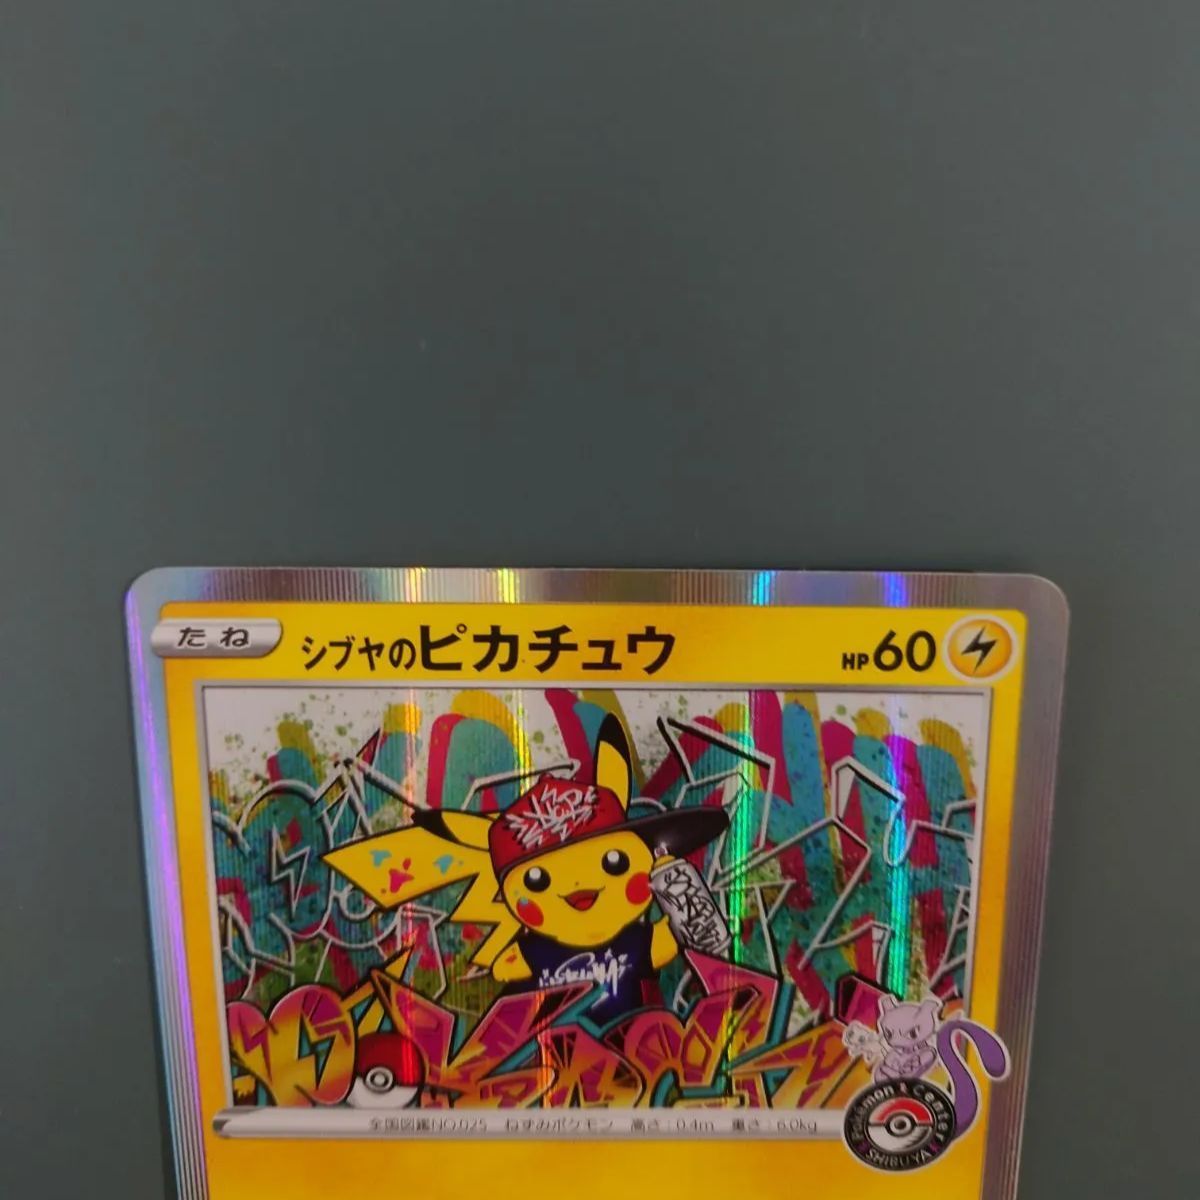 たね
シブヤのピカチュウ
HP60
全国図鑑NO.025 ねずみポケモン 高さ:0.4m 重さ:6.0kg
Pokémon Center
SHIBUYA